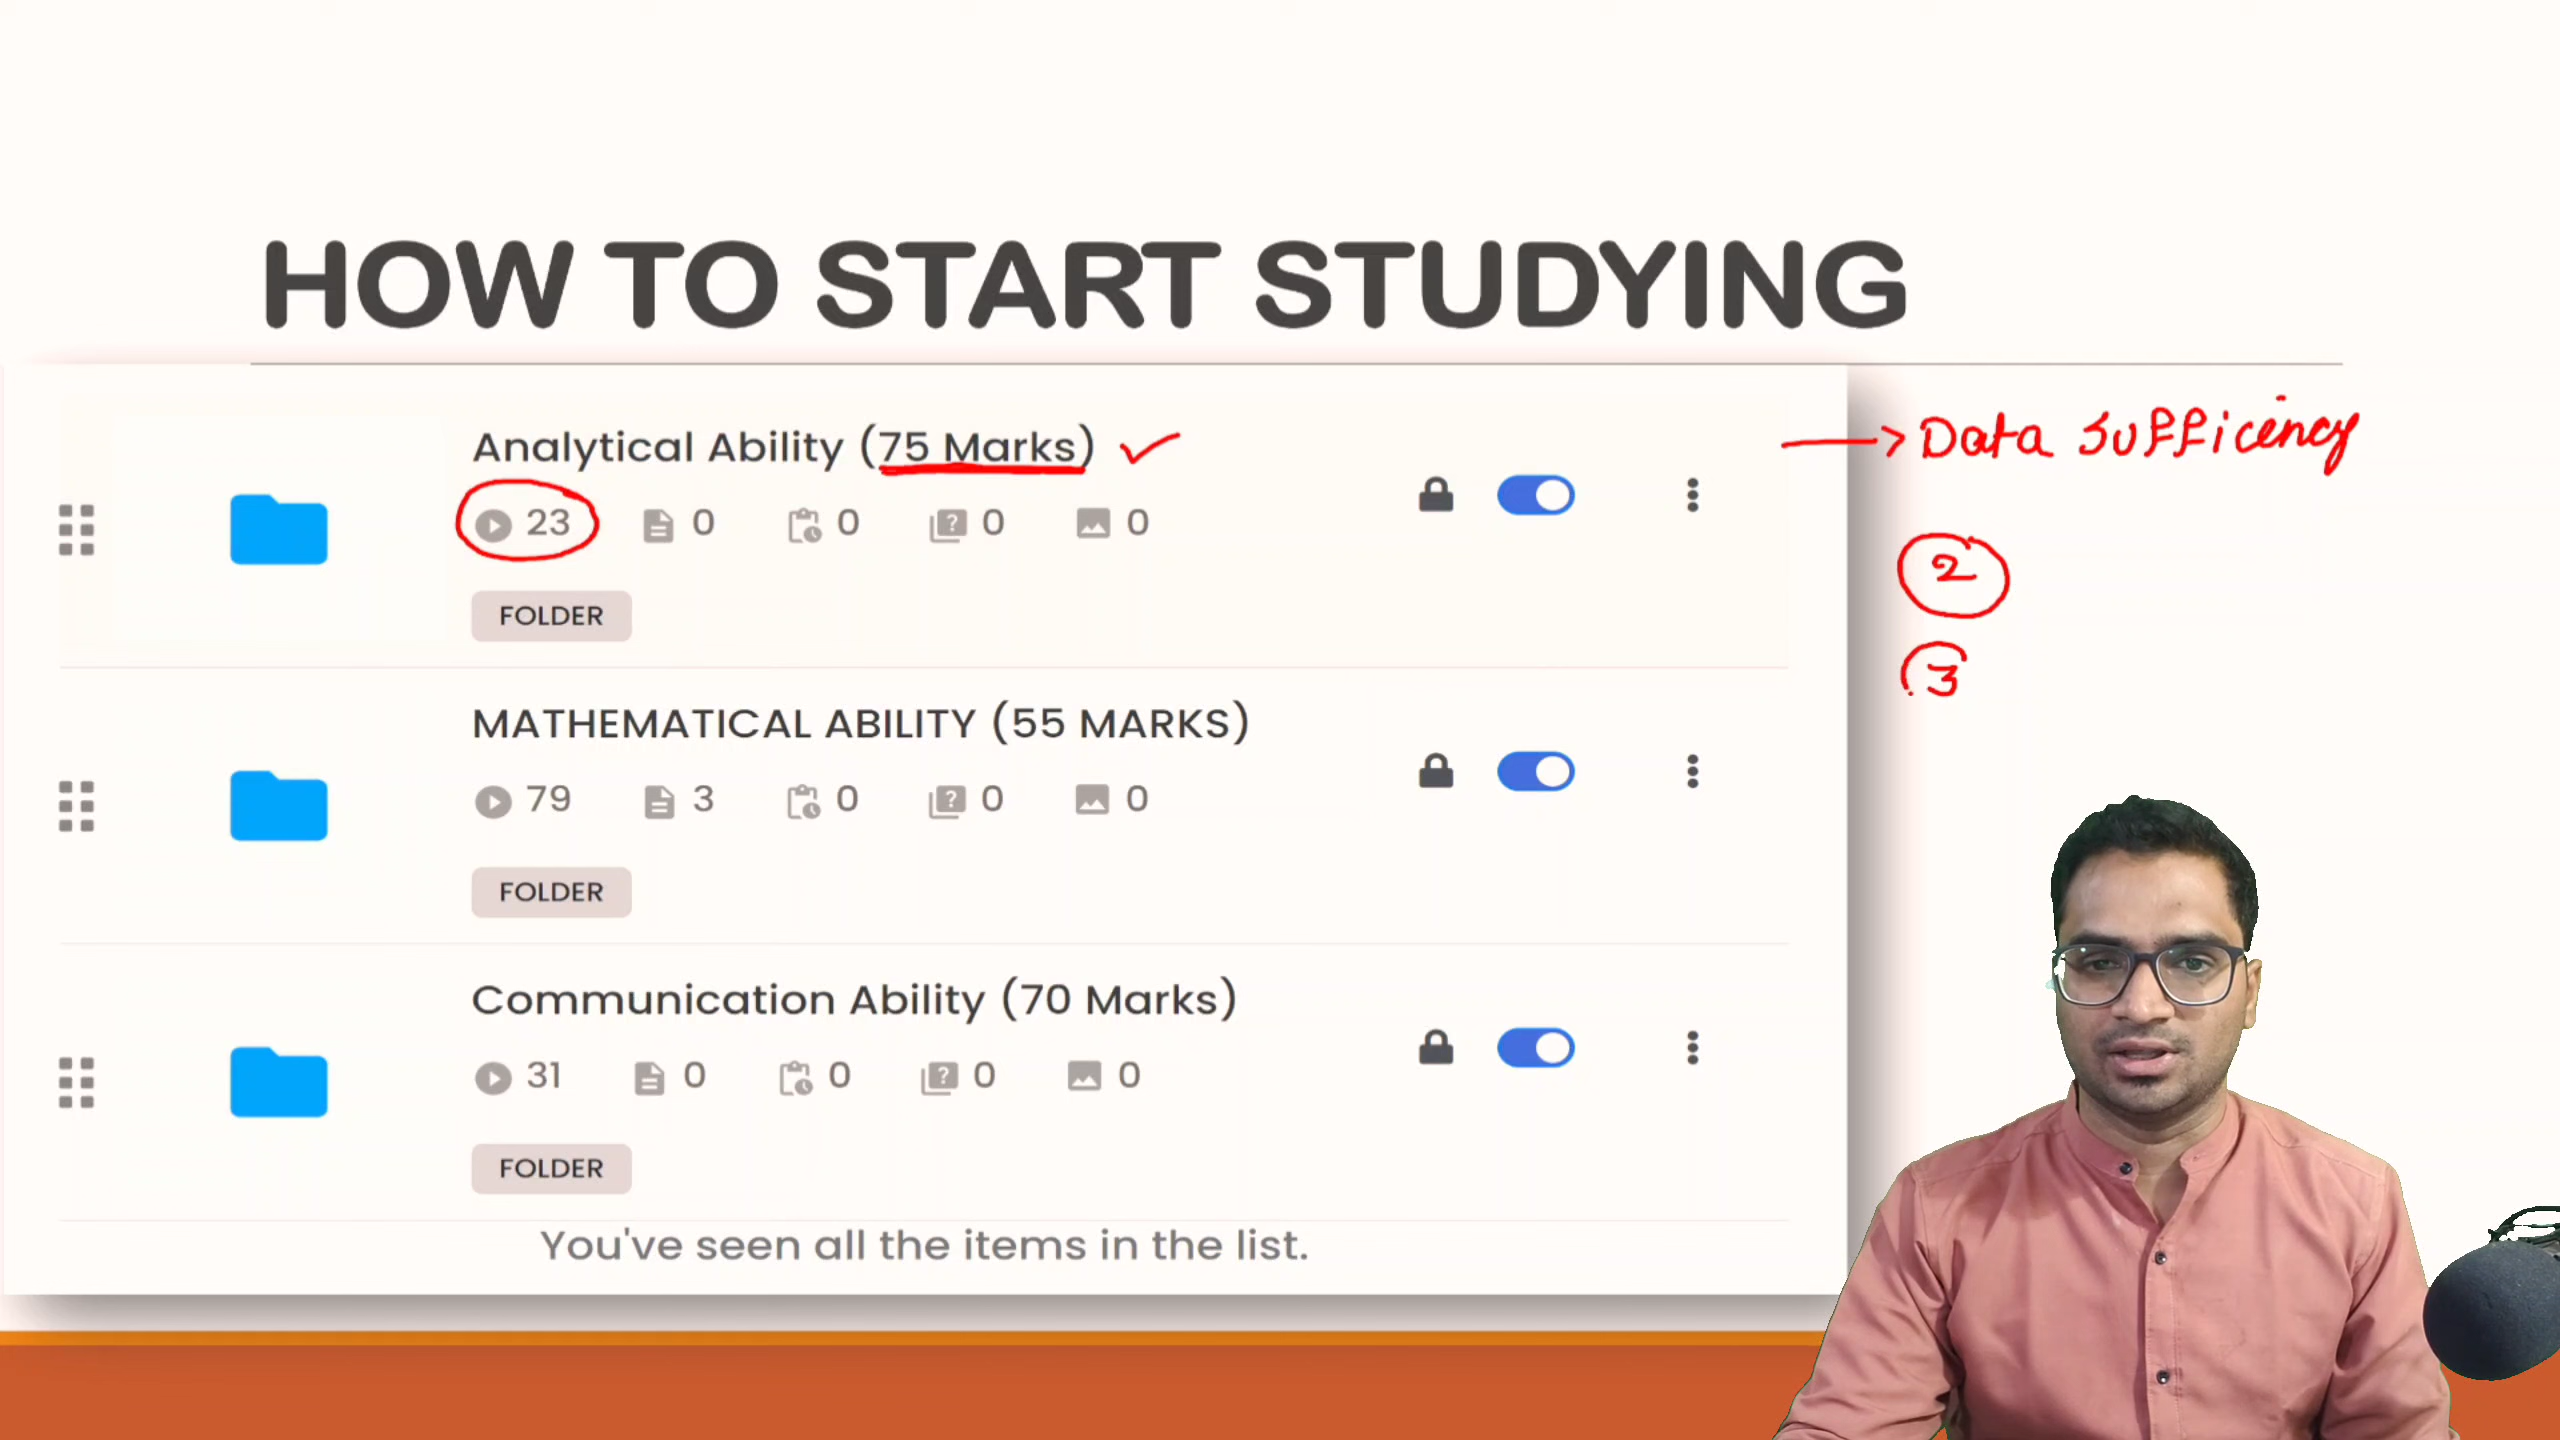 HOW TO START STUDYING
Analytical Ability (75 Marks)
23 0 0 0 0
FOLDER
Data Sufficency
2
3
MATHEMATICAL ABILITY (55 MARKS)
79 3 0 0 0
FOLDER
Communication Ability (70 Marks)
31 0 0 0 0
FOLDER
You've seen all the items in the list.